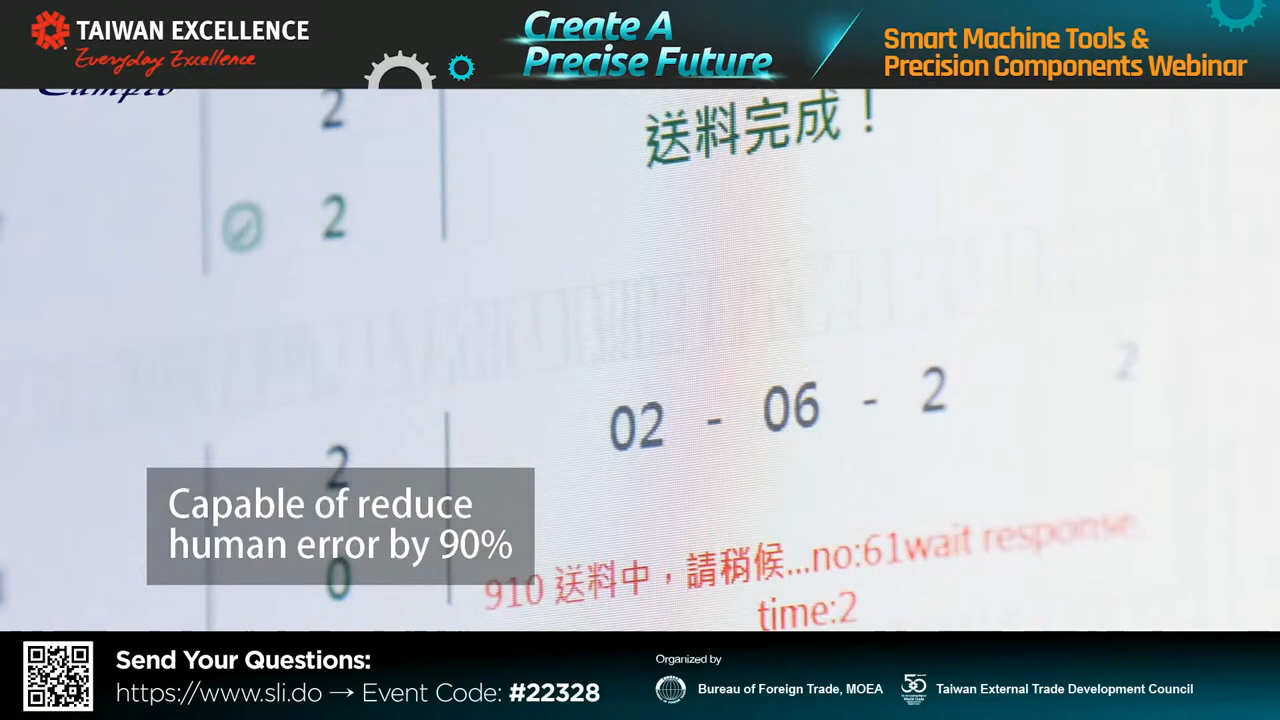 TAIWAN EXCELLENCE
Everyday Excellence
Create A
Precise Future
Smart Machine Tools &
Precision Components Webinar
2
送料完成！
2
02 - 06 - 2
2
2
Capable of reduce
human error by 90%
0
910 送料中，請稍候...no:61wait response.
time:2
Send Your Questions:
https://www.sli.do → Event Code: #22328
Organized by
Bureau of Foreign Trade, MOEA
50
Taiwan External Trade Development Council